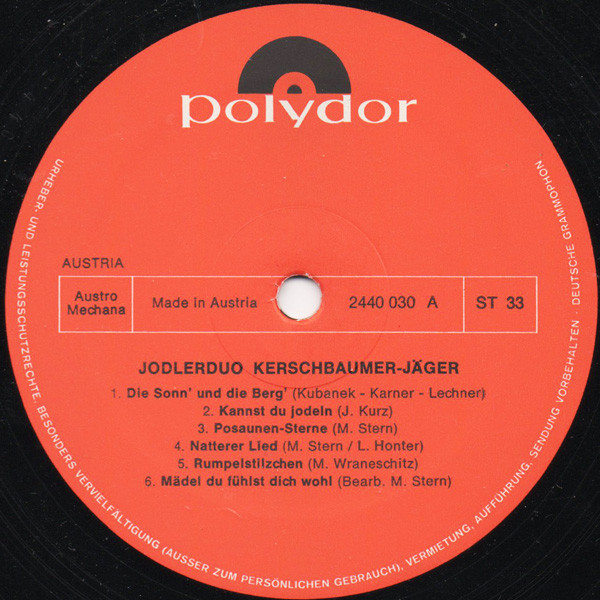 polydor
AUSTRIA
Austro
Mechana
Made in Austria
2440 030 A
ST 33
JODLERDUO KERSCHBAUMER-JÄGER
1. Die Sonn' und die Berg' (Kubanek - Karner - Lechner)
2. Kannst du jodeln (J. Kurz)
3. Posaunen-Sterne (M. Stern)
4. Natterer Lied (M. Stern / L. Honter)
5. Rumpelstilzchen (M. Wraneschitz)
6. Mädel du fühlst dich wohl (Bearb. M. Stern)
URHEBER- UND LEISTUNGSSCHUTZRECHTE, BESONDERS VERVIELFÄLTIGUNG (AUSSER ZUM PERSÖNLICHEN GEBRAUCH), VERMIETUNG, AUFFÜHRUNG, SENDUNG VORBEHALTEN · DEUTSCHE GRAMMOPHON